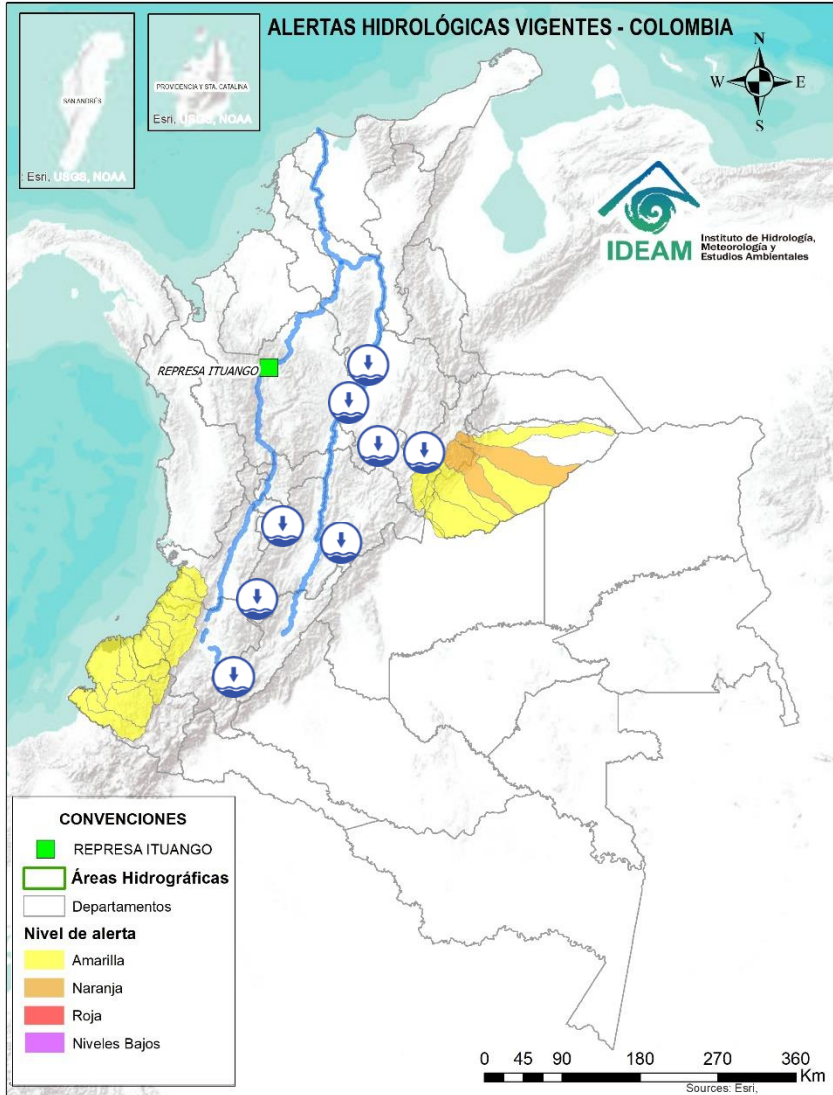 ALERTAS HIDROLÓGICAS VIGENTES - COLOMBIA
N
W
E
S
SAN ANDRÉS
Esri, USGS, NOAA
PROVIDENCIA Y STA. CATALINA
Esri, USGS, NOAA
IDEAM
Instituto de Hidrología,
Meteorología y
Estudios Ambientales
REPRESA ITUANGO
CONVENCIONES
REPRESA ITUANGO
Áreas Hidrográficas
Departamentos
Nivel de alerta
Amarilla
Naranja
Roja
Niveles Bajos
0 45 90 180 270 360
Km
Sources: Esri,